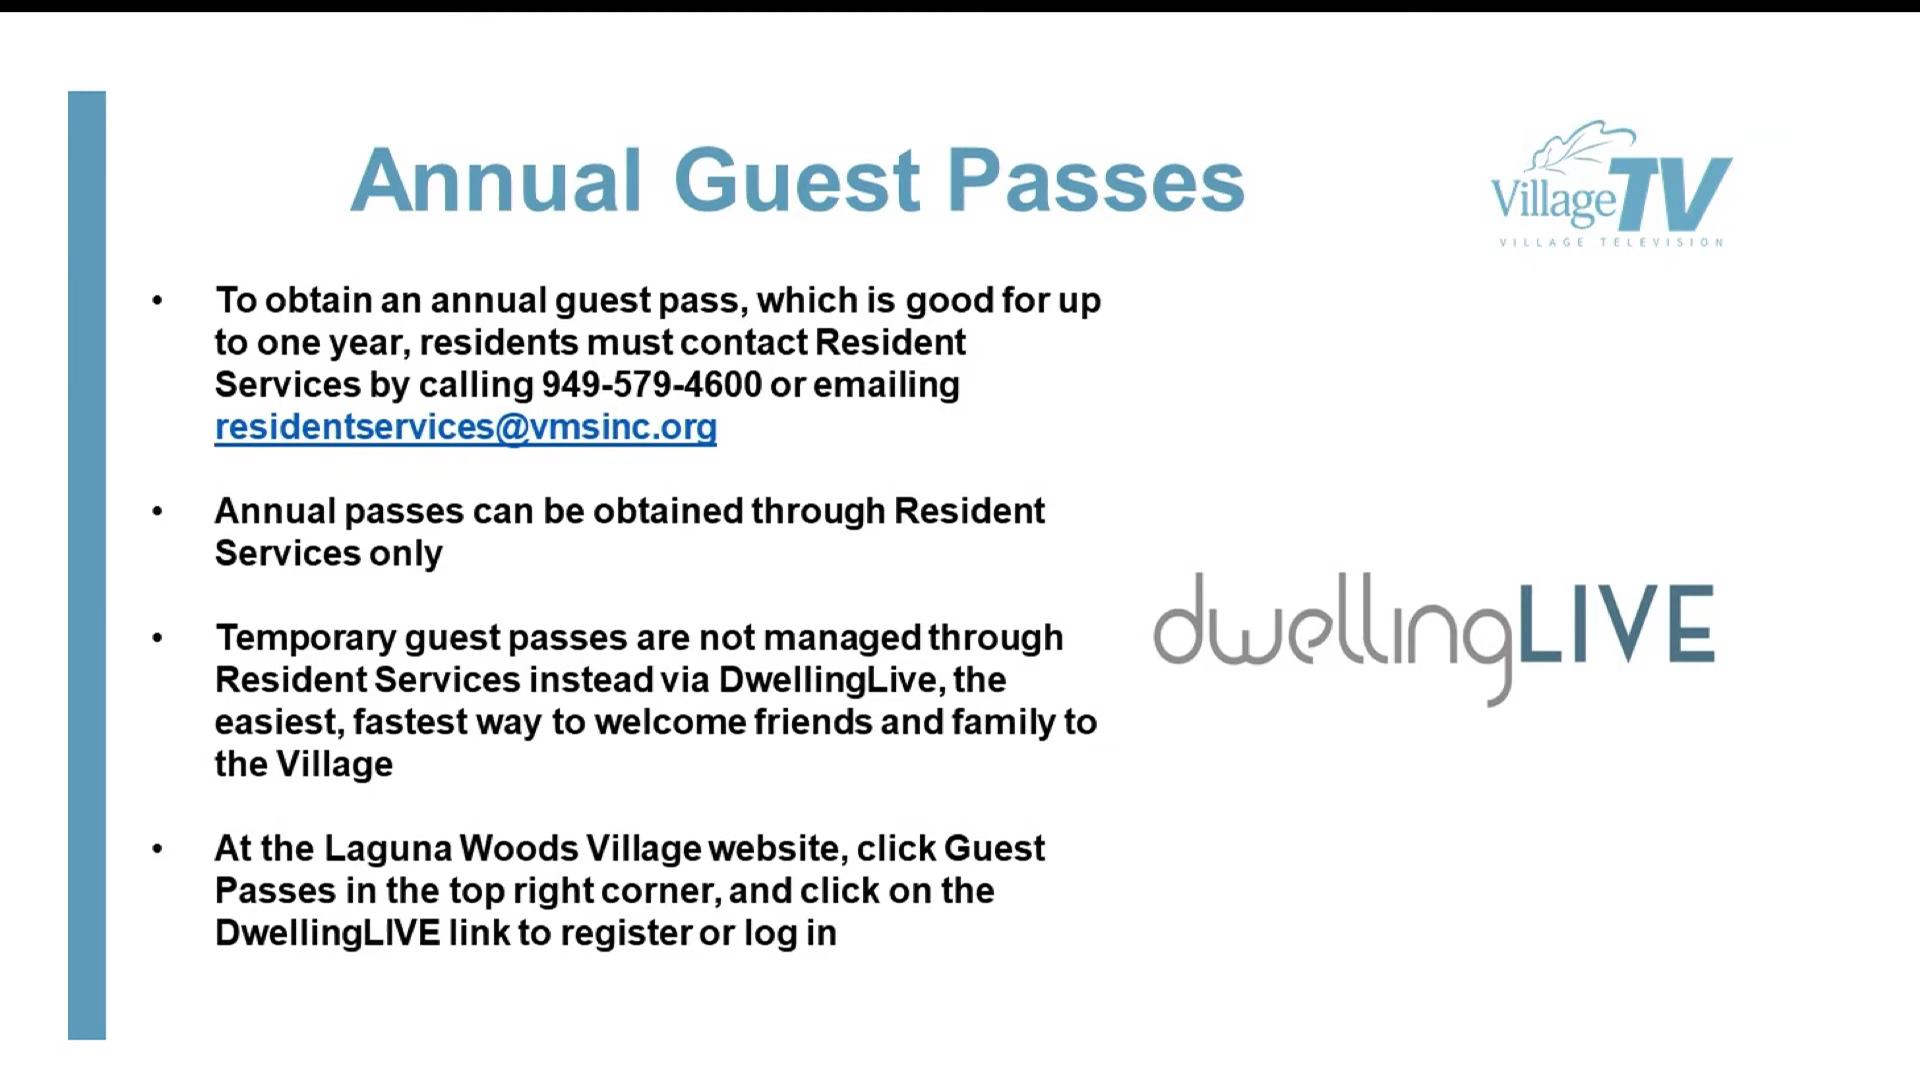 Annual Guest Passes
Village TV
VILLAGE TELEVISION
• To obtain an annual guest pass, which is good for up
to one year, residents must contact Resident
Services by calling 949-579-4600 or emailing
residentservices@vmsinc.org
• Annual passes can be obtained through Resident
Services only
• Temporary guest passes are not managed through
Resident Services instead via DwellingLive, the
easiest, fastest way to welcome friends and family to
the Village
• At the Laguna Woods Village website, click Guest
Passes in the top right corner, and click on the
DwellingLIVE link to register or log in
dwellingLIVE